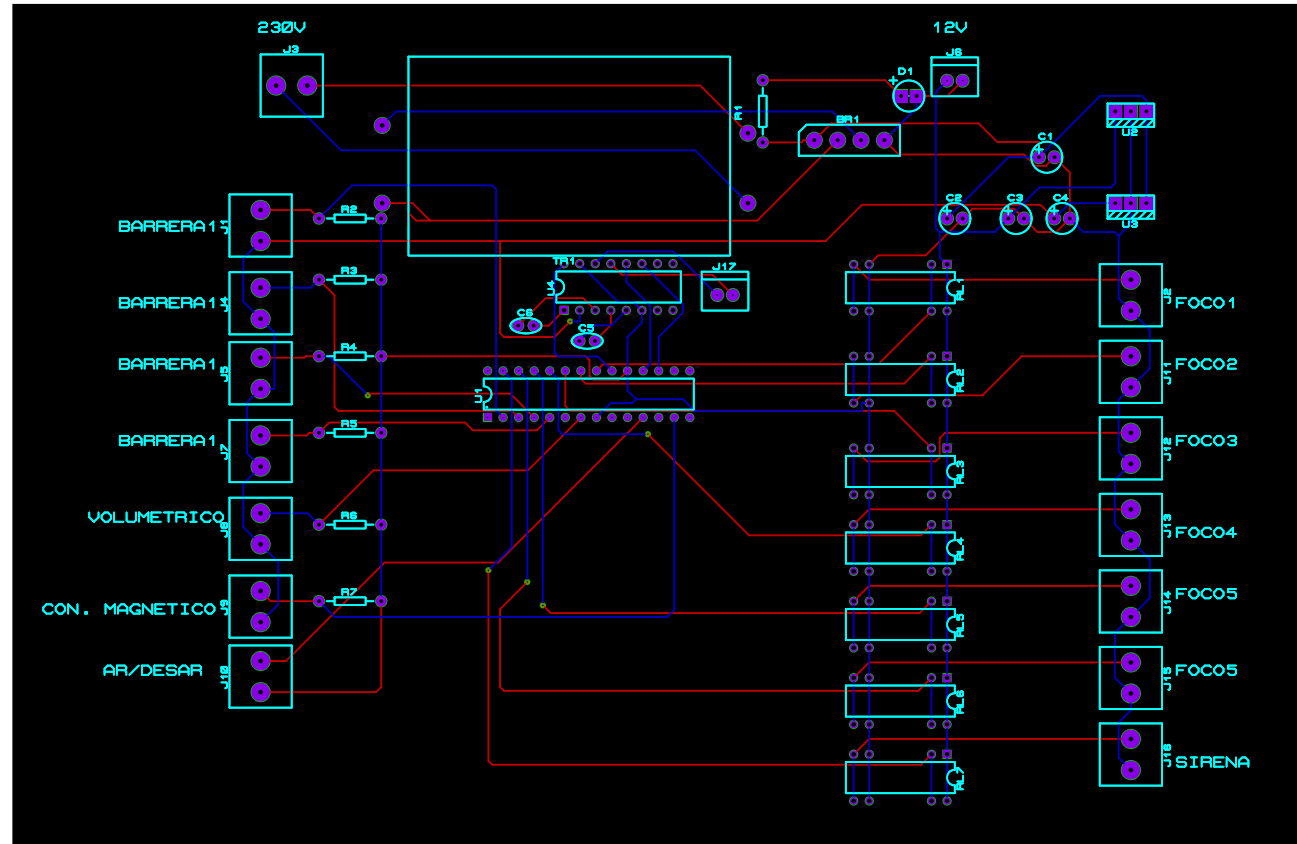 230V
12V
J3
J6
D1
R1
BR1
U2
C1
C2
C3
C4
U3
BARRERA1
J1
R2
TR1
J17
R3
U4
RL1
J2
FOCO1
BARRERA1
J4
C6
C5
R4
BARRERA1
J5
U1
RL2
J11
FOCO2
R5
BARRERA1
J7
RL3
J12
FOCO3
VOLUMETRICO
J8
R6
RL4
J13
FOCO4
R7
CON. MAGNETICO
J9
RL5
J14
FOCO5
AR/DESAR
J10
RL6
J15
FOCO5
RL7
J16
SIRENA